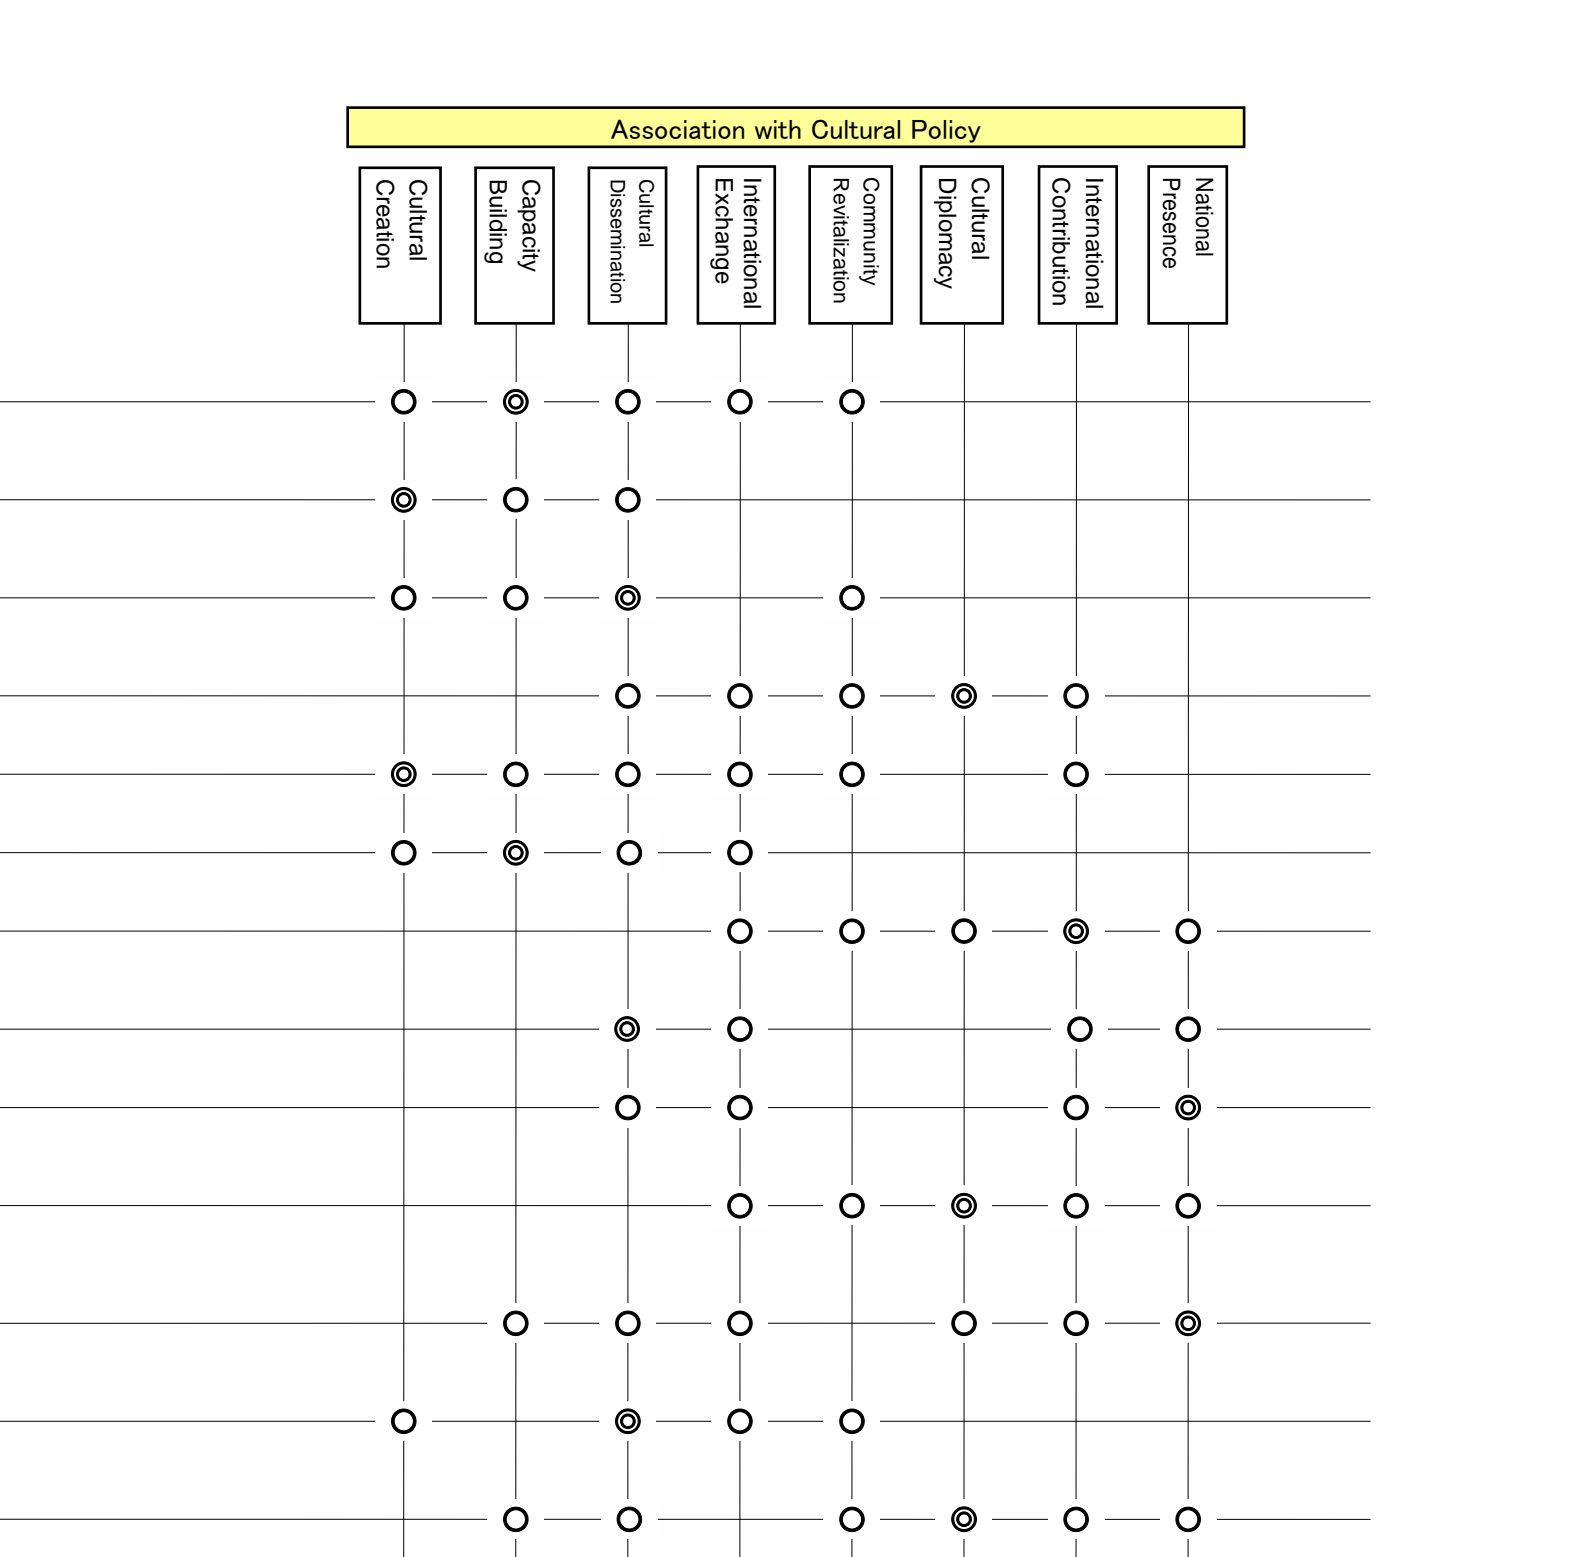 Association with Cultural Policy
Cultural
Creation
Capacity
Building
Cultural
Dissemination
International
Exchange
Community
Revitalization
Cultural
Diplomacy
International
Contribution
National
Presence